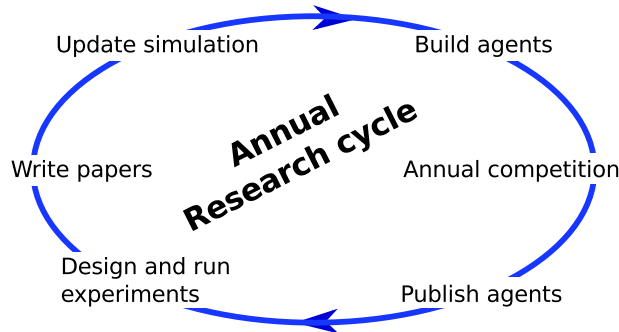 Update simulation
Build agents
Annual
Research cycle
Write papers
Annual competition
Design and run
experiments
Publish agents